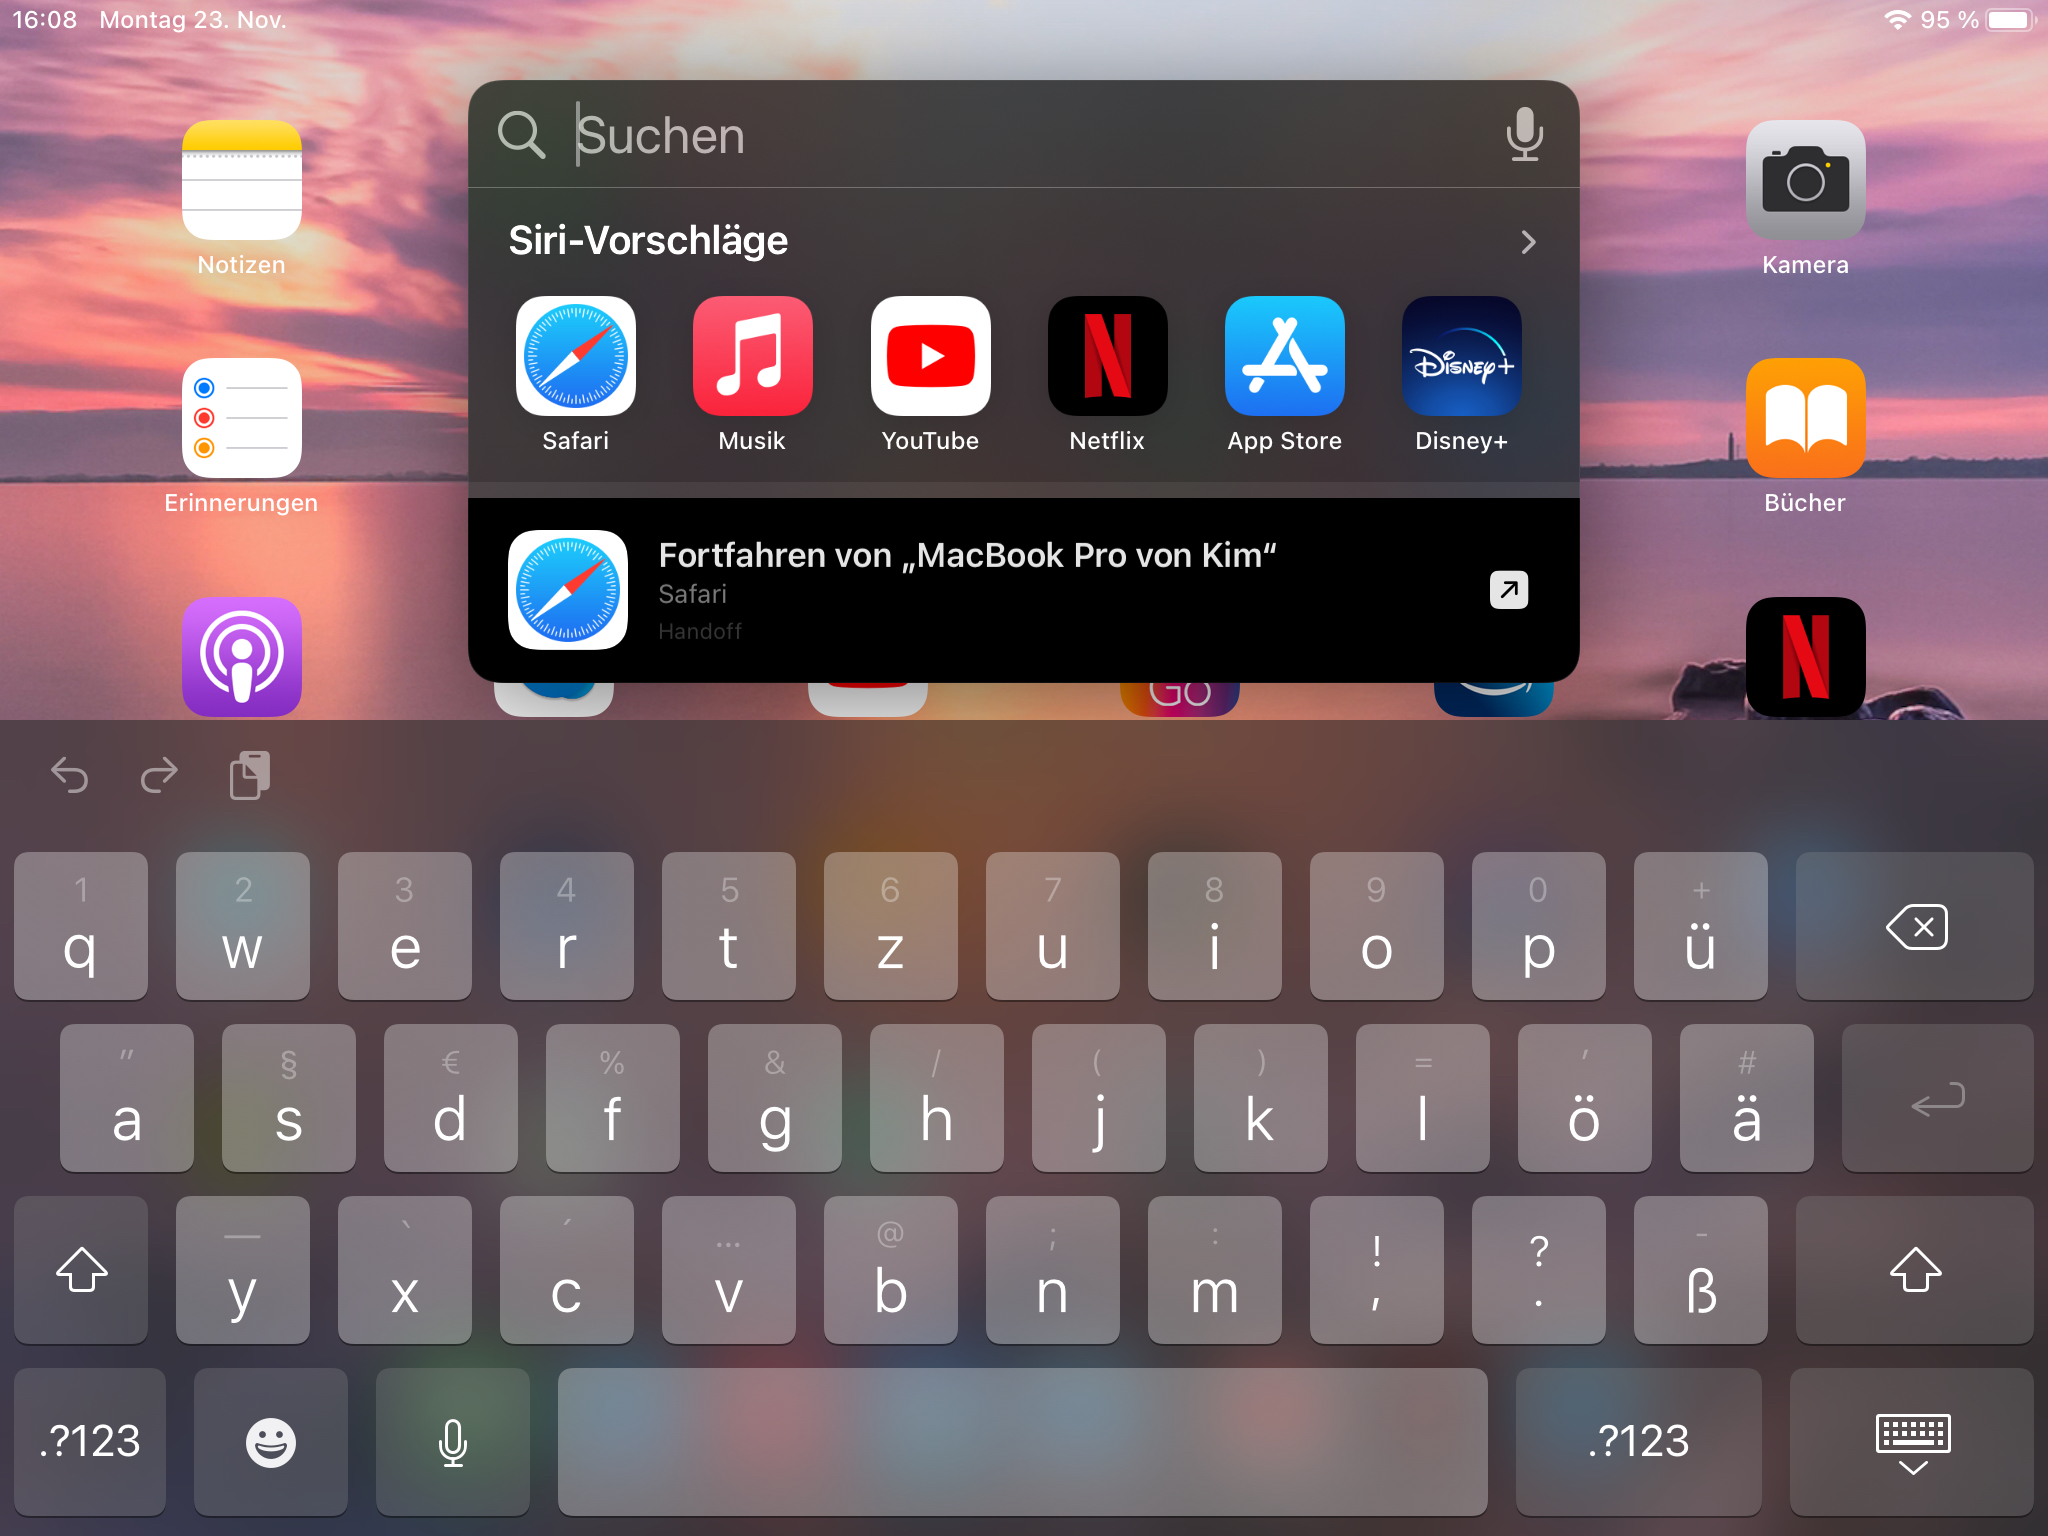 16:08 Montag 23. Nov.
95 %
Suchen
Siri-Vorschläge
Safari Musik YouTube Netflix App Store Disney+
Disney+
Fortfahren von „MacBook Pro von Kim“
Safari
Handoff
Notizen
Kamera
Erinnerungen
Bücher
GO
1 2 3 4 5 6 7 8 9 0 +
q w e r t z u i o p ü
" § € % & / ( ) = ' #
a s d f g h j k l ö ä
— ` ´ … @ ; : ! ? -
y x c v b n m , . ß
.?123 .?123